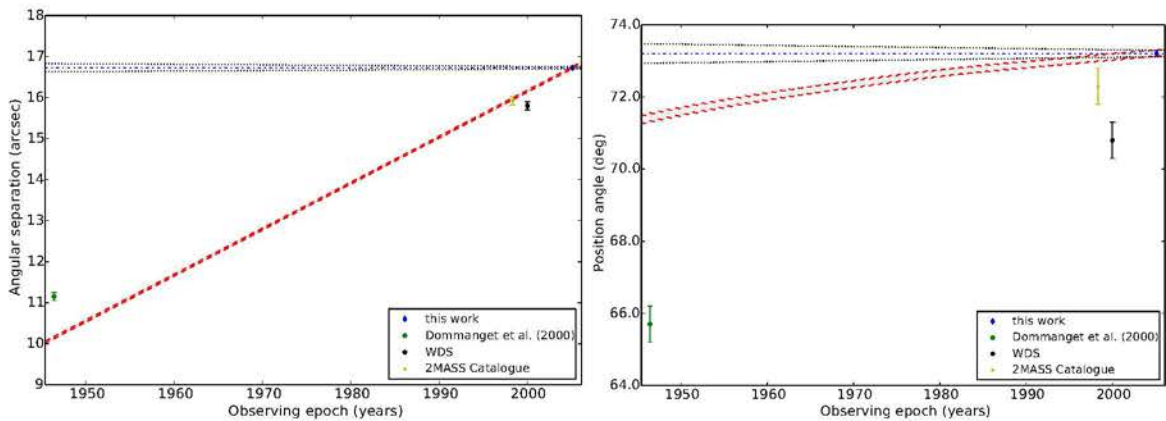 18
17
16
15
14
13
12
11
10
9
Angular separation (arcsec)
1950 1960 1970 1980 1990 2000
Observing epoch (years)
this work
Dommanget et al. (2000)
WDS
2MASS Catalogue
74.0
72.0
70.0
68.0
66.0
64.0
Position angle (deg)
1950 1960 1970 1980 1990 2000
Observing epoch (years)
this work
Dommanget et al. (2000)
WDS
2MASS Catalogue